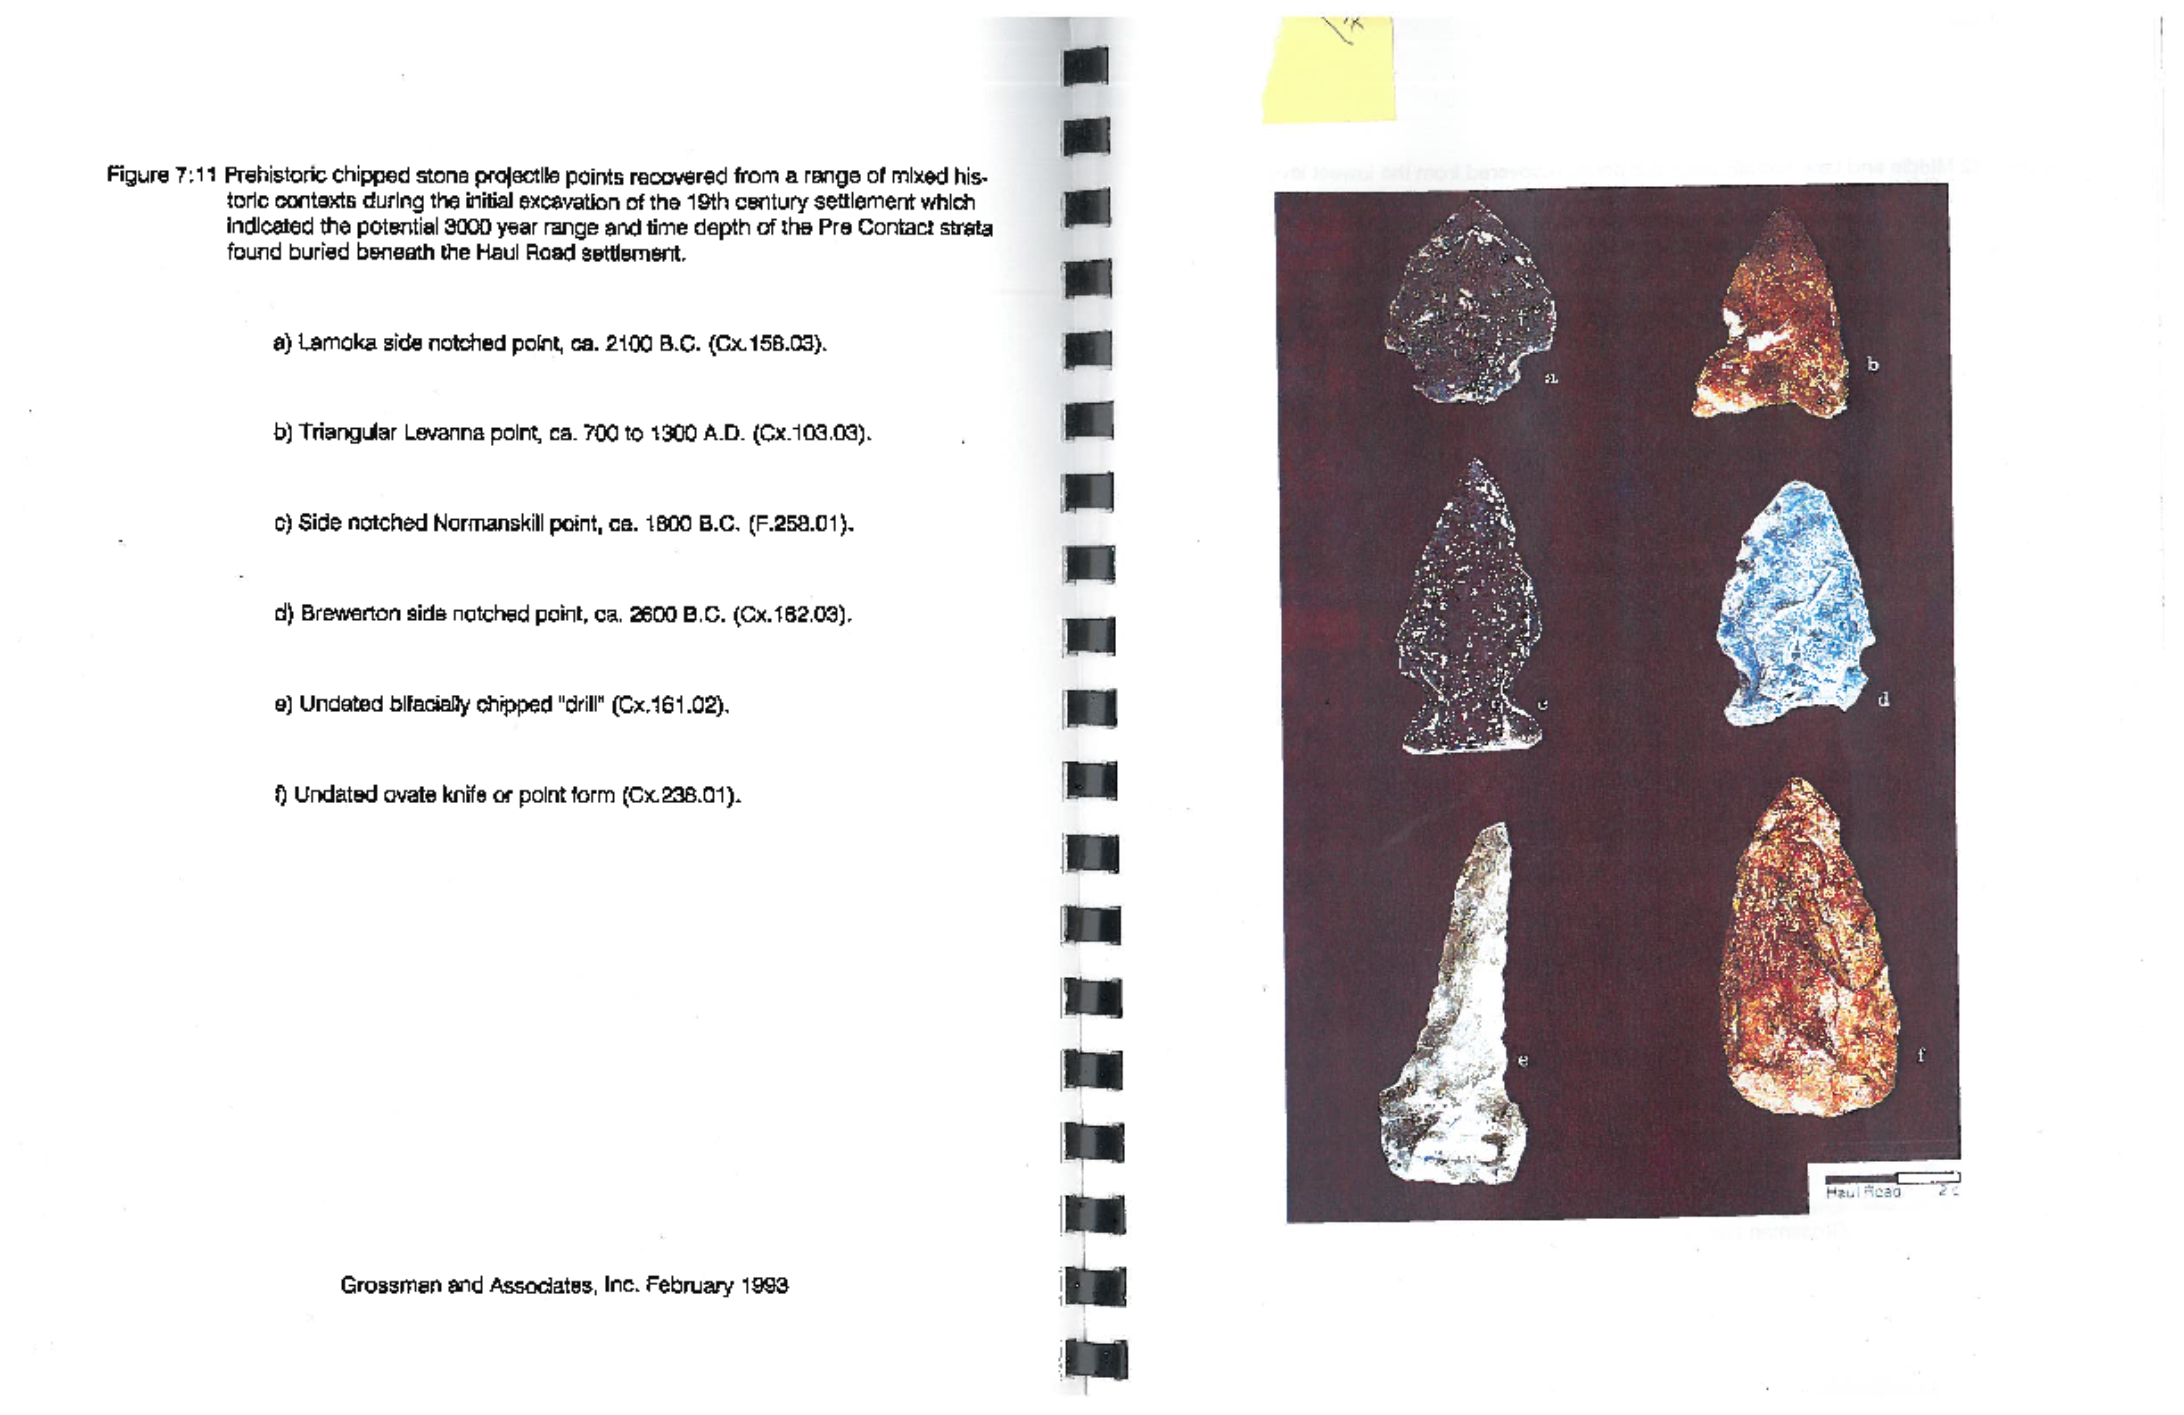 Figure 7:11 Prehistoric chipped stone projectile points recovered from a range of mixed his-
toric contexts during the initial excavation of the 19th century settlement which
indicated the potential 3000 year range and time depth of the Pre Contact strata
found buried beneath the Haul Road settlement.
a) Lamoka side notched point, ca. 2100 B.C. (Cx.158.03).
b) Triangular Levanna point, ca. 700 to 1300 A.D. (Cx.103.03).
c) Side notched Normanskill point, ca. 1800 B.C. (F.258.01).
d) Brewerton side notched point, ca. 2600 B.C. (Cx.182.03).
e) Undated bifacially chipped "drill" (Cx.161.02).
f) Undated ovate knife or point form (Cx.238.01).
Grossman and Associates, Inc. February 1993
a
b
c
d
e
f
Haul Road 2 c